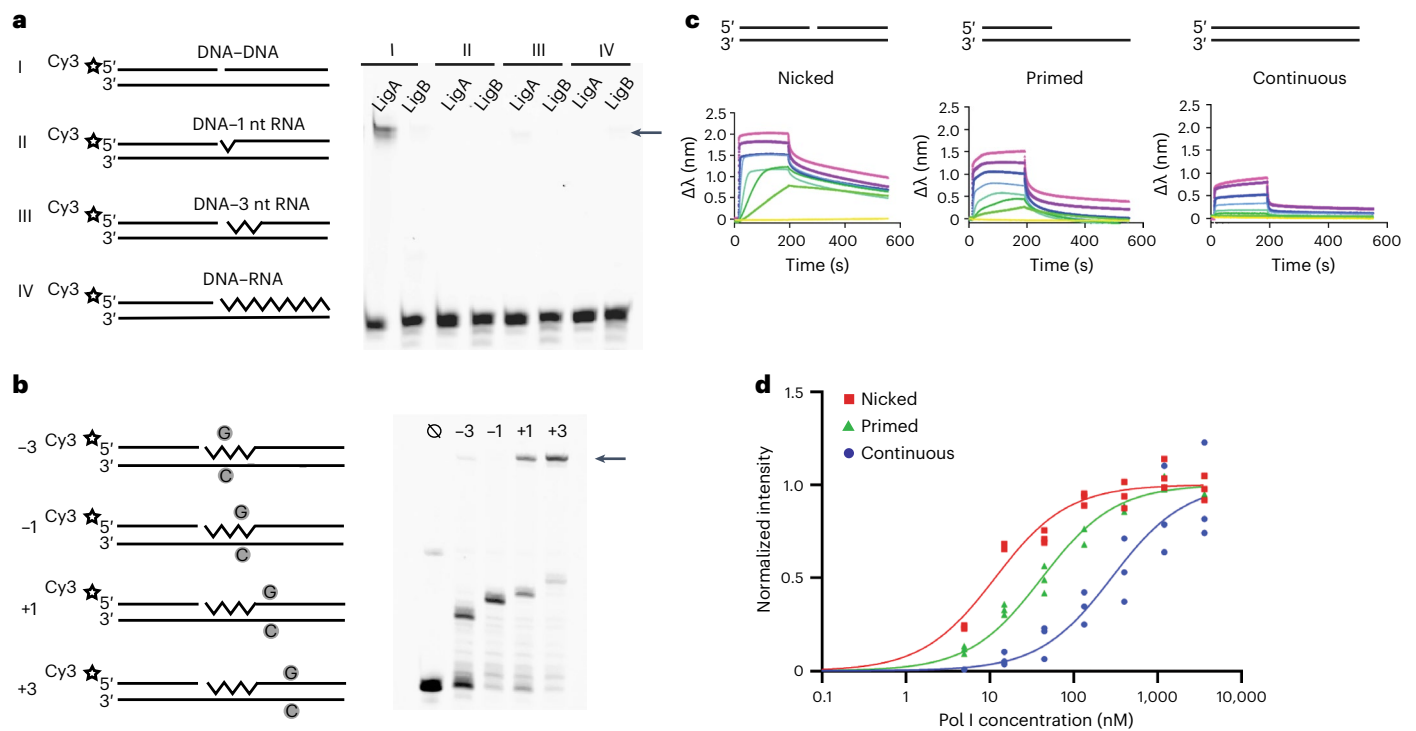 a
I Cy3 5′ 3′ DNA–DNA
II Cy3 5′ 3′ DNA–1 nt RNA
III Cy3 5′ 3′ DNA–3 nt RNA
IV Cy3 5′ 3′ DNA–RNA
I II III IV
LigA LigB LigA LigB LigA LigB LigA LigB
b
–3 Cy3 5′ 3′ G C
–1 Cy3 5′ 3′ G C
+1 Cy3 5′ 3′ G C
+3 Cy3 5′ 3′ G C
∅ –3 –1 +1 +3
c
5′ 5′ 5′
3′ 3′ 3′
Nicked Primed Continuous
Δλ (nm)
2.5
2.0
1.5
1.0
0.5
0
0 200 400 600
Time (s)
Δλ (nm)
2.5
2.0
1.5
1.0
0.5
0
0 200 400 600
Time (s)
Δλ (nm)
2.5
2.0
1.5
1.0
0.5
0
0 200 400 600
Time (s)
d
Normalized intensity
1.5
1.0
0.5
0
Nicked
Primed
Continuous
0.1 1 10 100 1,000 10,000
Pol I concentration (nM)